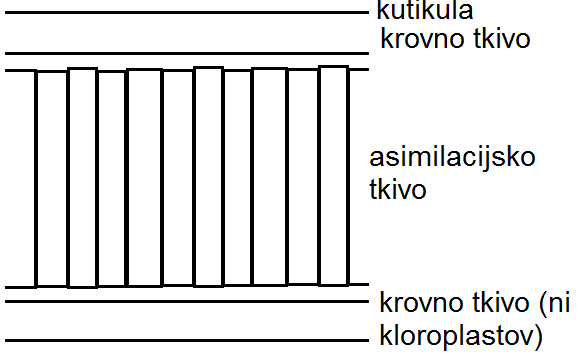 kutikula
krovno tkivo
asimilacijsko
tkivo
krovno tkivo (ni
kloroplastov)